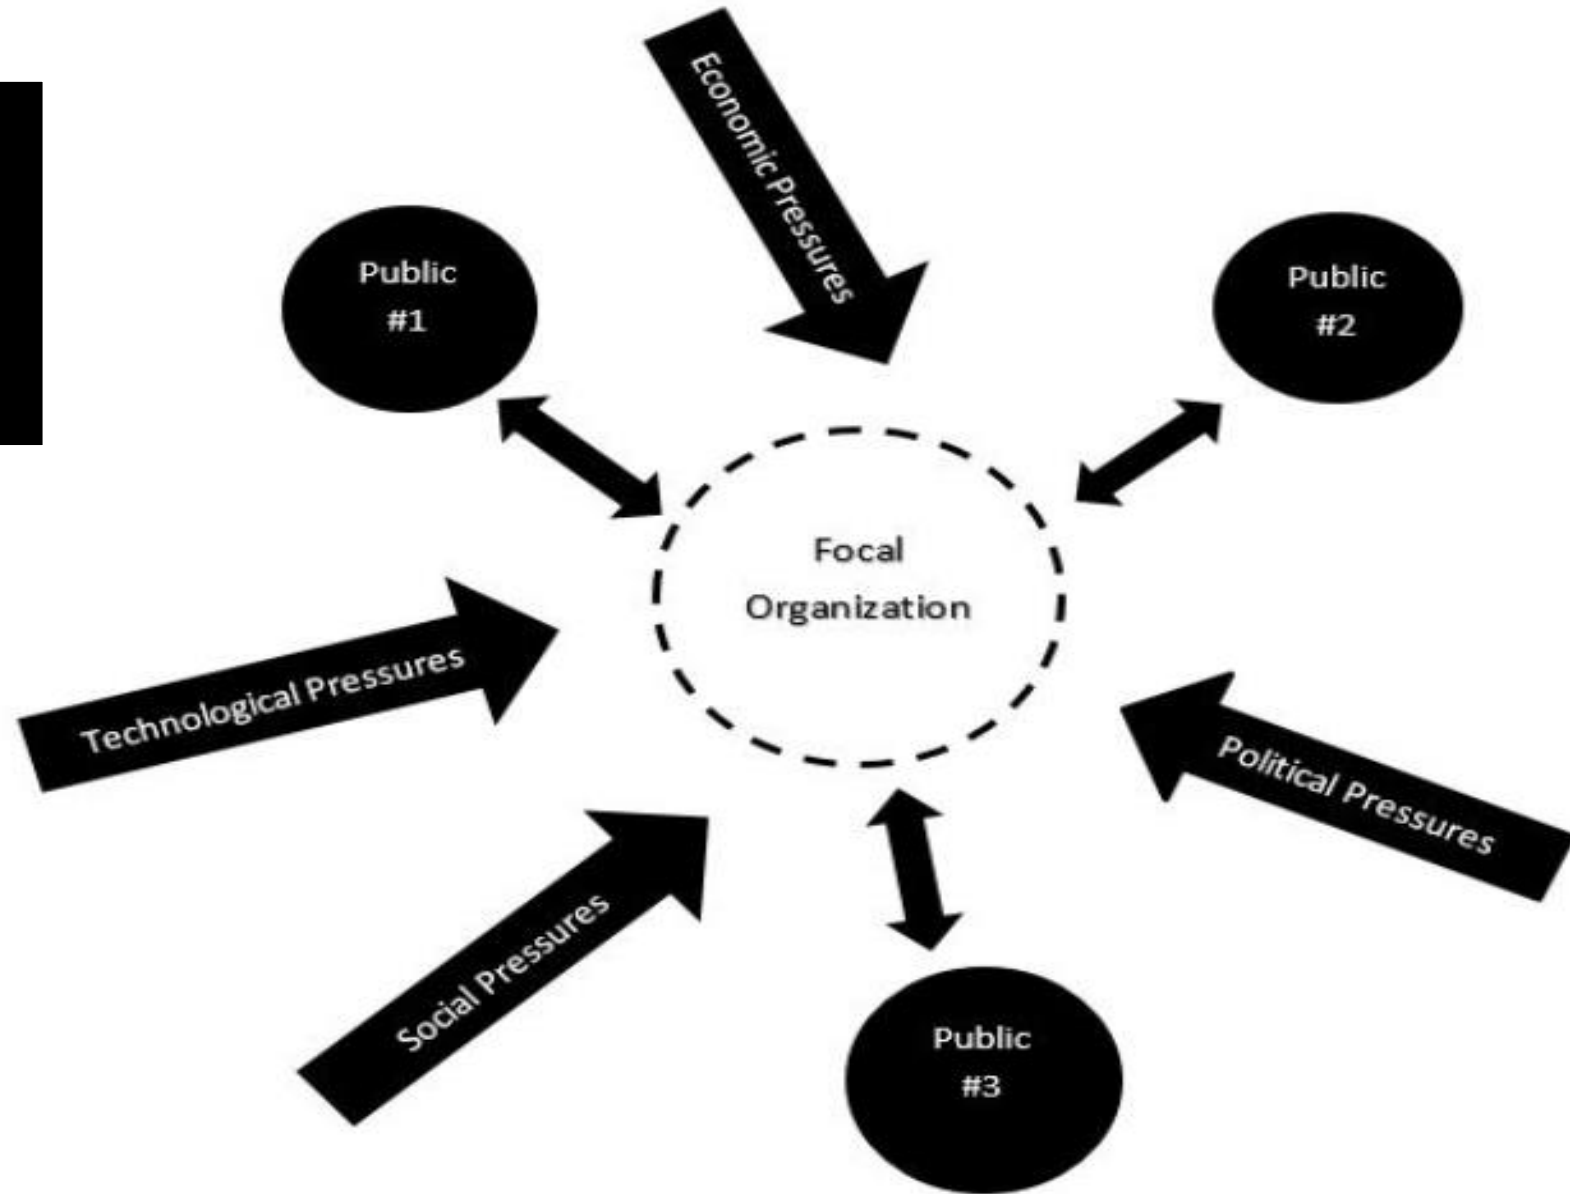 Economic Pressures
Public
#1
Public
#2
Focal
Organization
Technological Pressures
Political Pressures
Social Pressures
Public
#3